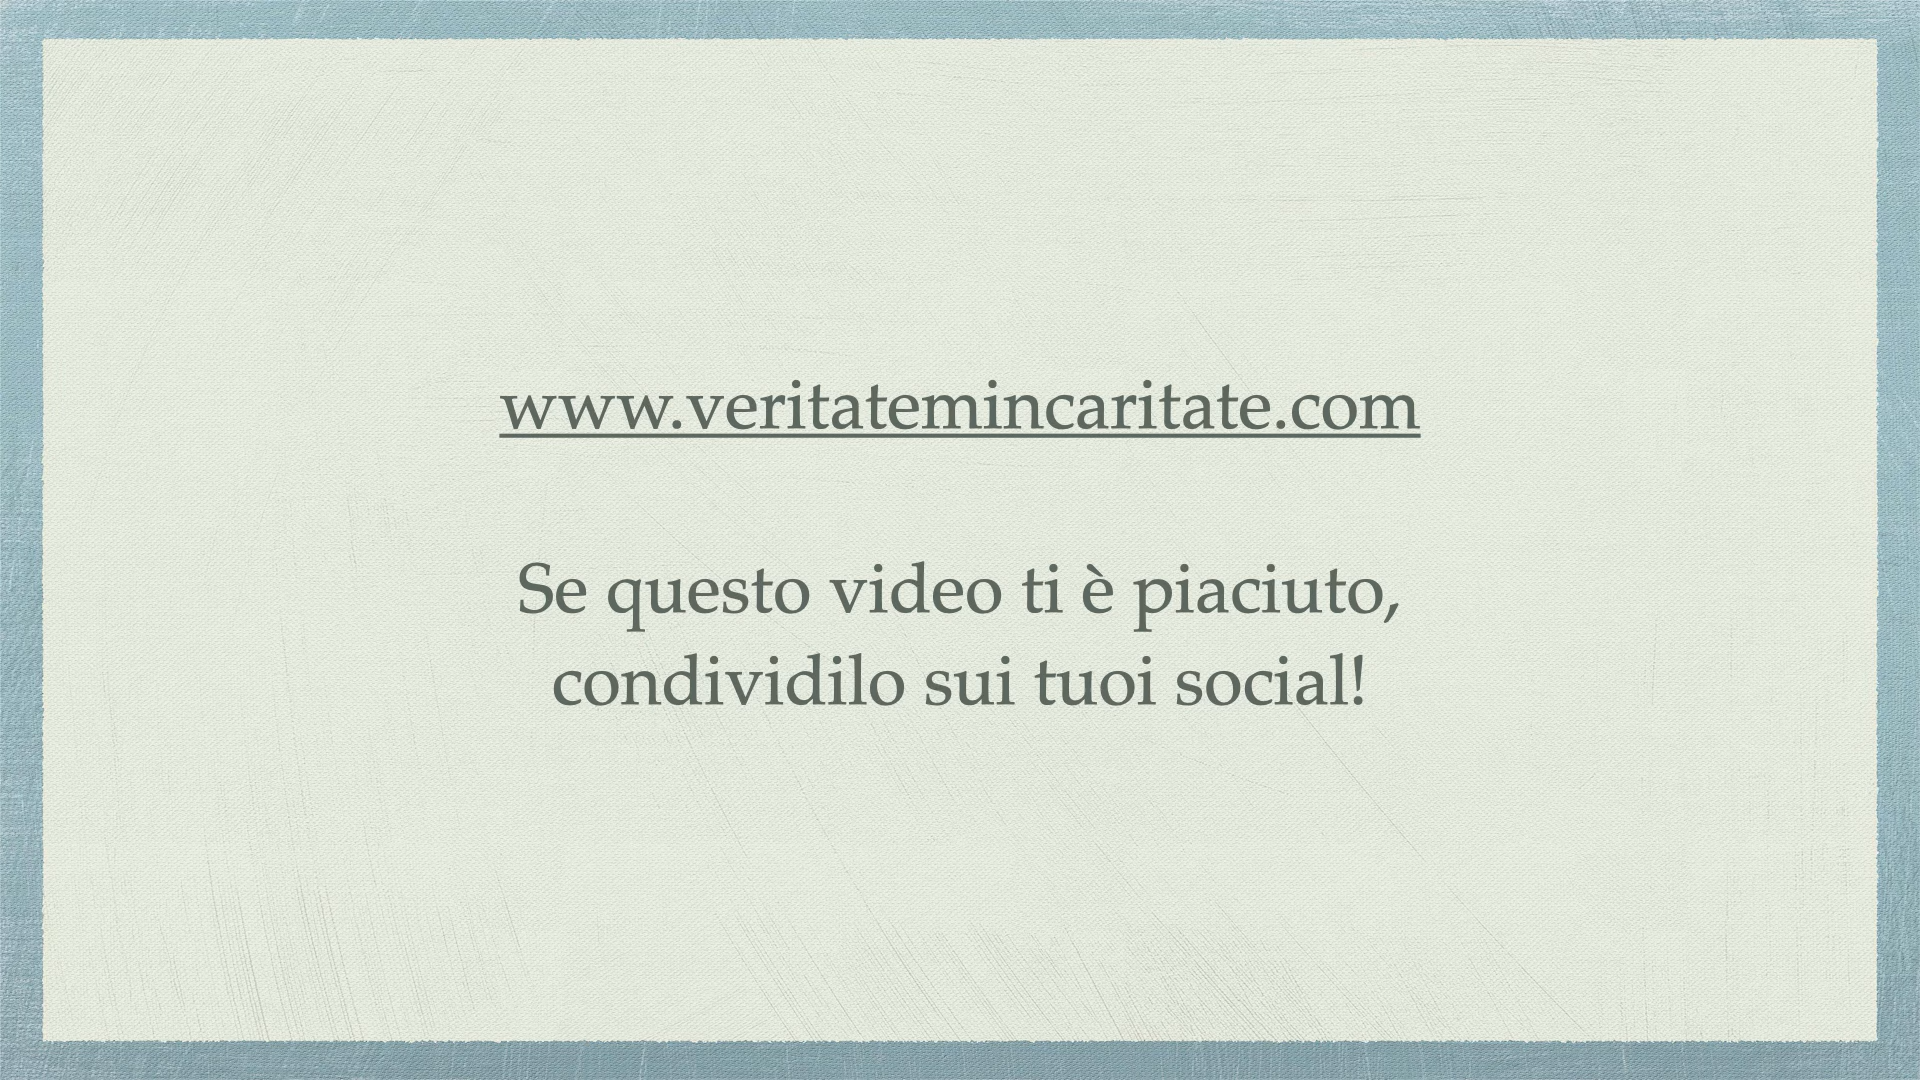 www.veritatemincaritate.com
Se questo video ti è piaciuto,
condividilo sui tuoi social!